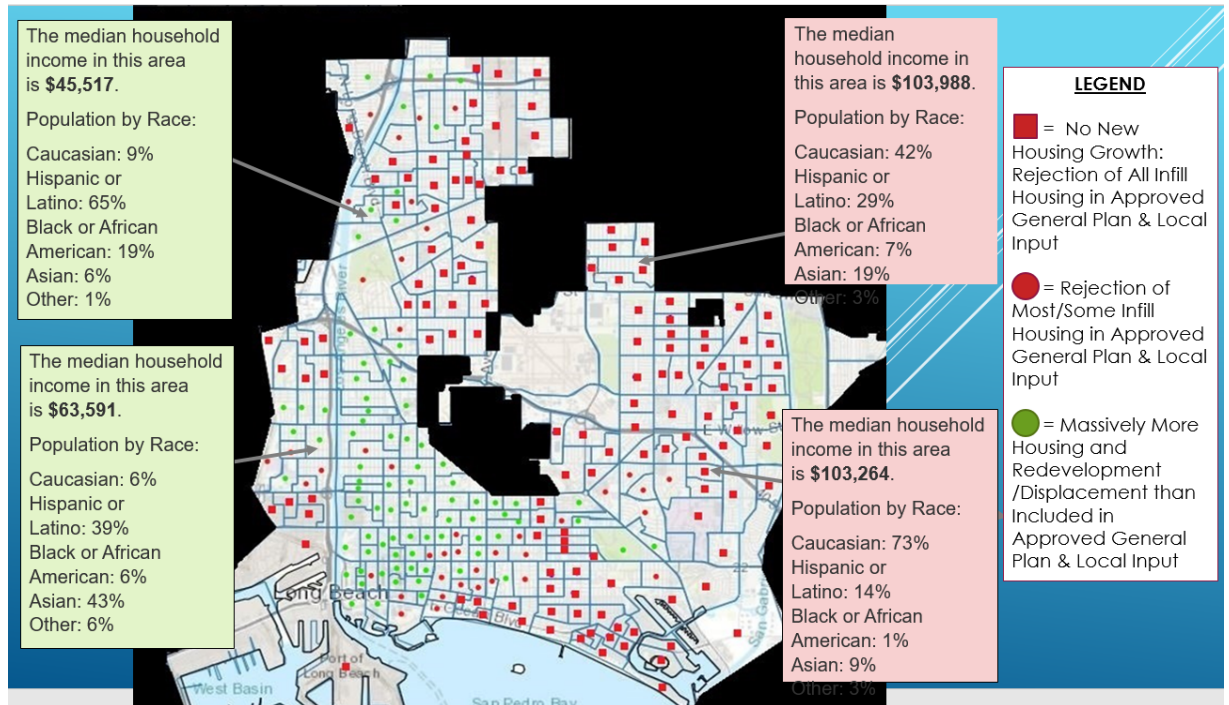 The median household
income in this area
is $45,517.
Population by Race:
Caucasian: 9%
Hispanic or
Latino: 65%
Black or African
American: 19%
Asian: 6%
Other: 1%
The median household
income in this area
is $63,591.
Population by Race:
Caucasian: 6%
Hispanic or
Latino: 39%
Black or African
American: 6%
Asian: 43%
Other: 6%
The median
household income in
this area is $103,988.
Population by Race:
Caucasian: 42%
Hispanic or
Latino: 29%
Black or African
American: 7%
Asian: 19%
Other: 3%
The median household
income in this area
is $103,264.
Population by Race:
Caucasian: 73%
Hispanic or
Latino: 14%
Black or African
American: 1%
Asian: 9%
Other: 3%
LEGEND
= No New
Housing Growth:
Rejection of All Infill
Housing in Approved
General Plan & Local
Input
= Rejection of
Most/Some Infill
Housing in Approved
General Plan & Local
Input
= Massively More
Housing and
Redevelopment
/Displacement than
Included in
Approved General
Plan & Local Input
E Willow S
22
San Gab
Long Beach
E Ocean Blvd
Port of
Long Beach
West Basin
San Pedro Bay